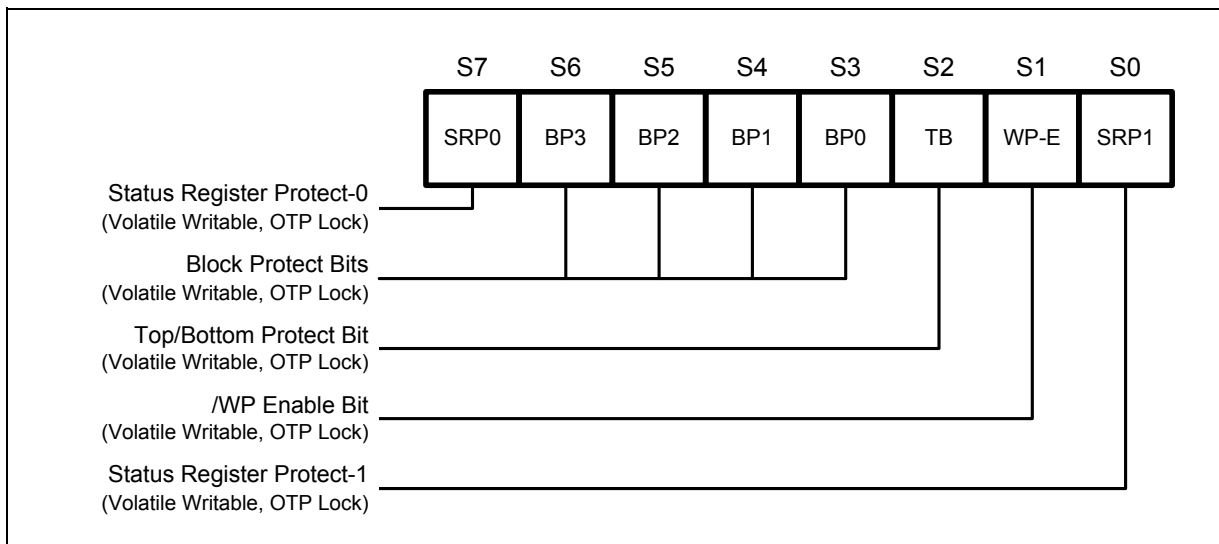 S7 S6 S5 S4 S3 S2 S1 S0
SRP0 BP3 BP2 BP1 BP0 TB WP-E SRP1
Status Register Protect-0
(Volatile Writable, OTP Lock)
Block Protect Bits
(Volatile Writable, OTP Lock)
Top/Bottom Protect Bit
(Volatile Writable, OTP Lock)
/WP Enable Bit
(Volatile Writable, OTP Lock)
Status Register Protect-1
(Volatile Writable, OTP Lock)